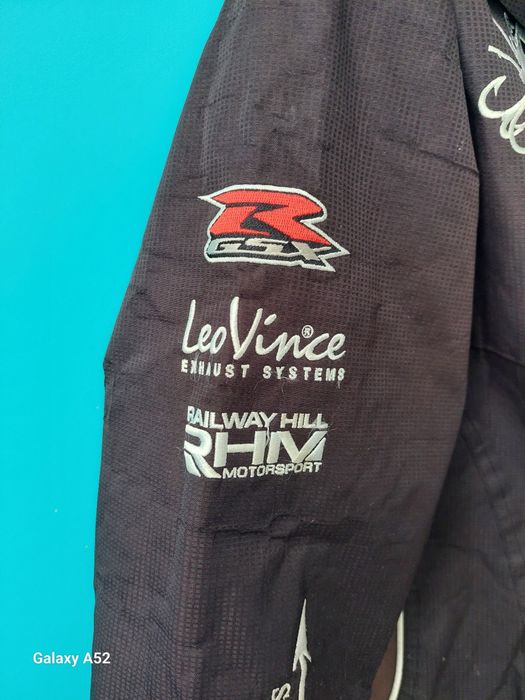 R
GSX
LeoVince®
EXHAUST SYSTEMS
RAILWAY HILL
RHM
MOTORSPORT
S
Galaxy A52